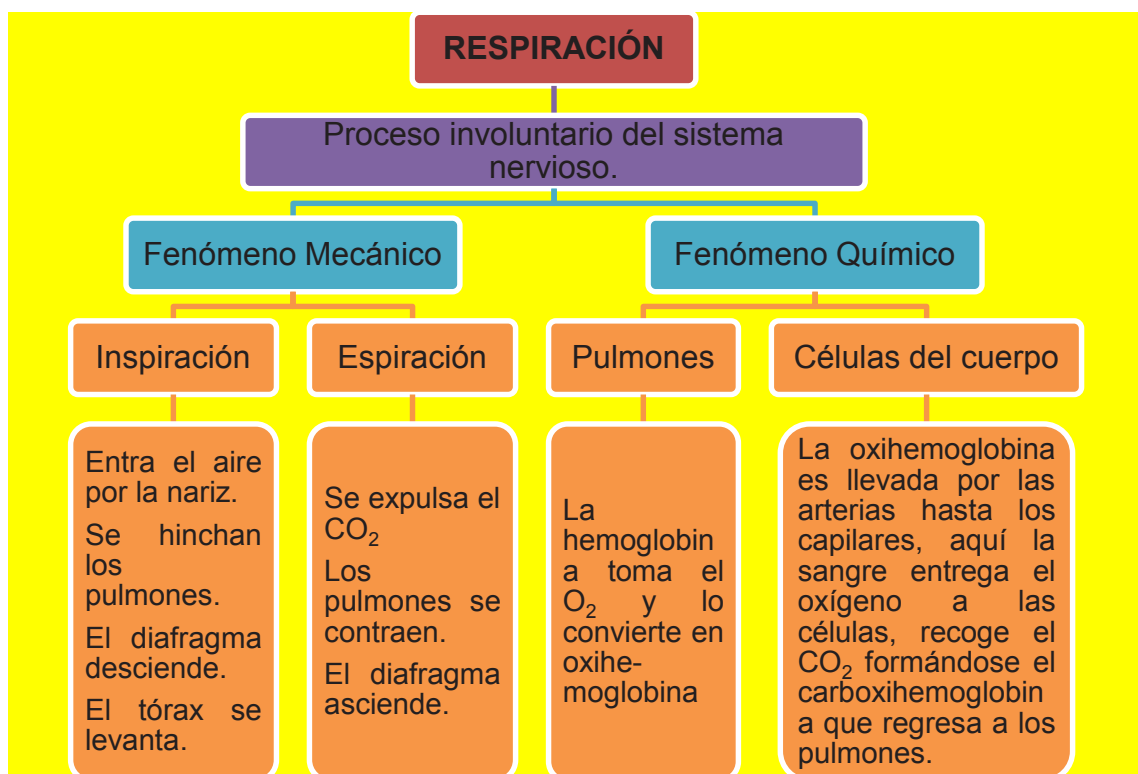 RESPIRACIÓN
Proceso involuntario del sistema
nervioso.
Fenómeno Mecánico
Fenómeno Químico
Inspiración
Espiración
Pulmones
Células del cuerpo
Entra el aire
por la nariz.
Se hinchan
los
pulmones.
El diafragma
desciende.
El tórax se
levanta.
Se expulsa el
CO₂
Los
pulmones se
contraen.
El diafragma
asciende.
La
hemoglobin
a toma el
O₂ y lo
convierte en
oxihe-
moglobina
La oxihemoglobina
es llevada por las
arterias hasta los
capilares, aquí la
sangre entrega el
oxígeno a las
células, recoge el
CO₂ formándose el
carboxihemoglobin
a que regresa a los
pulmones.